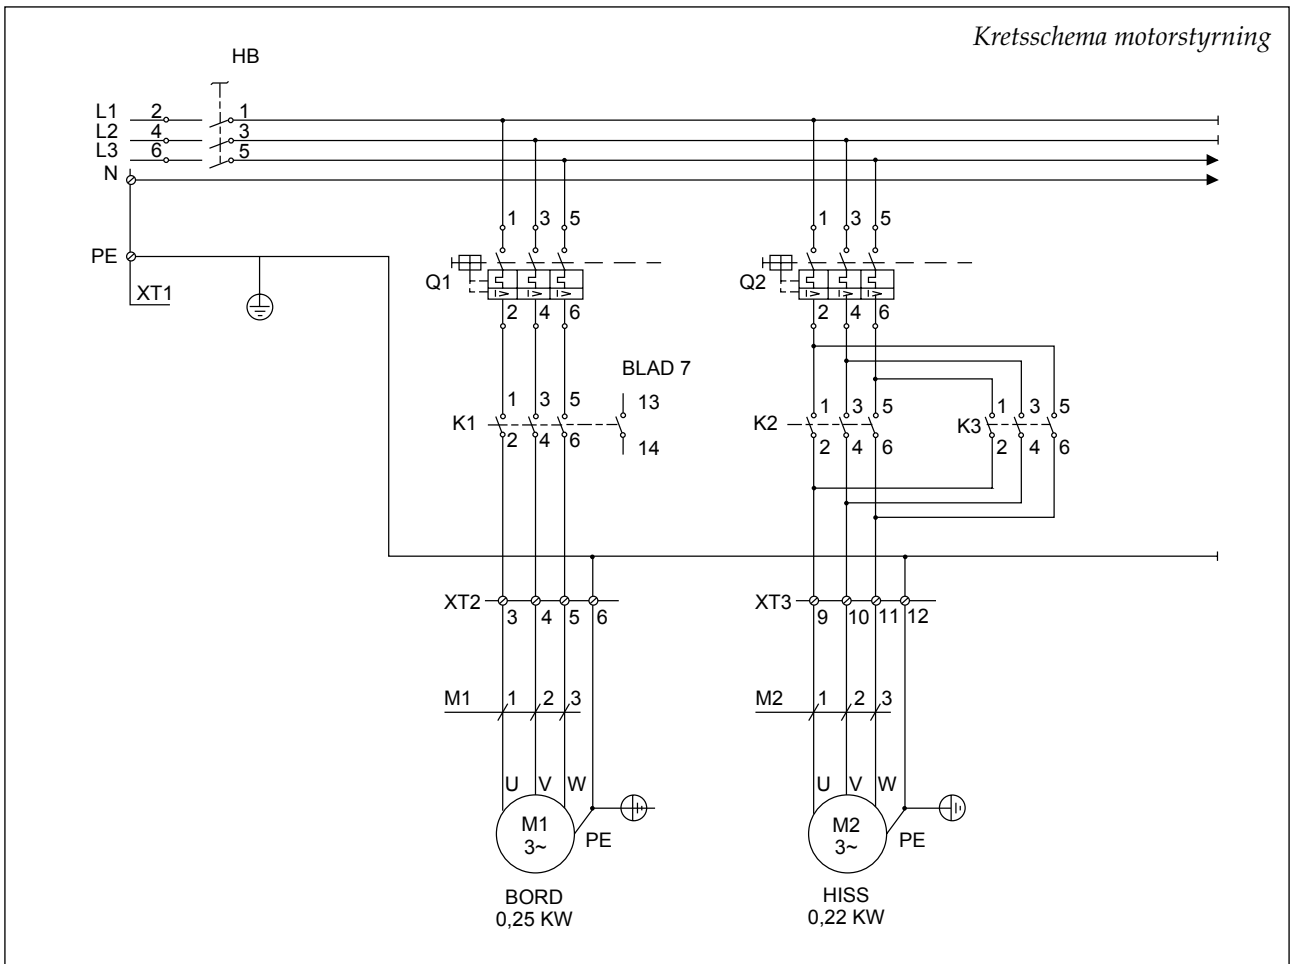 Kretsschema motorstyrning
HB
L1 2 1
L2 4 3
L3 6 5
N
PE
XT1
1 3 5
Q1
2 4 6
1 3 5
Q2
2 4 6
BLAD 7
1 3 5 13
K1
2 4 6 14
1 3 5
K2
2 4 6
1 3 5
K3
2 4 6
XT2
3 4 5 6
XT3
9 10 11 12
M1 1 2 3
M2 1 2 3
U V W
M1
3~
PE
BORD
0,25 KW
U V W
M2
3~
PE
HISS
0,22 KW